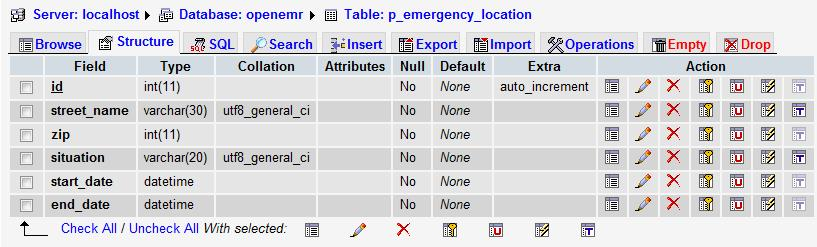 Server: localhost Database: openemr Table: p_emergency_location
Browse Structure SQL Search Insert Export Import Operations Empty Drop
Field Type Collation Attributes Null Default Extra Action
id int(11) No None auto_increment
street_name varchar(30) utf8_general_ci No None
zip int(11) No None
situation varchar(20) utf8_general_ci No None
start_date datetime No None
end_date datetime No None
Check All / Uncheck All With selected: